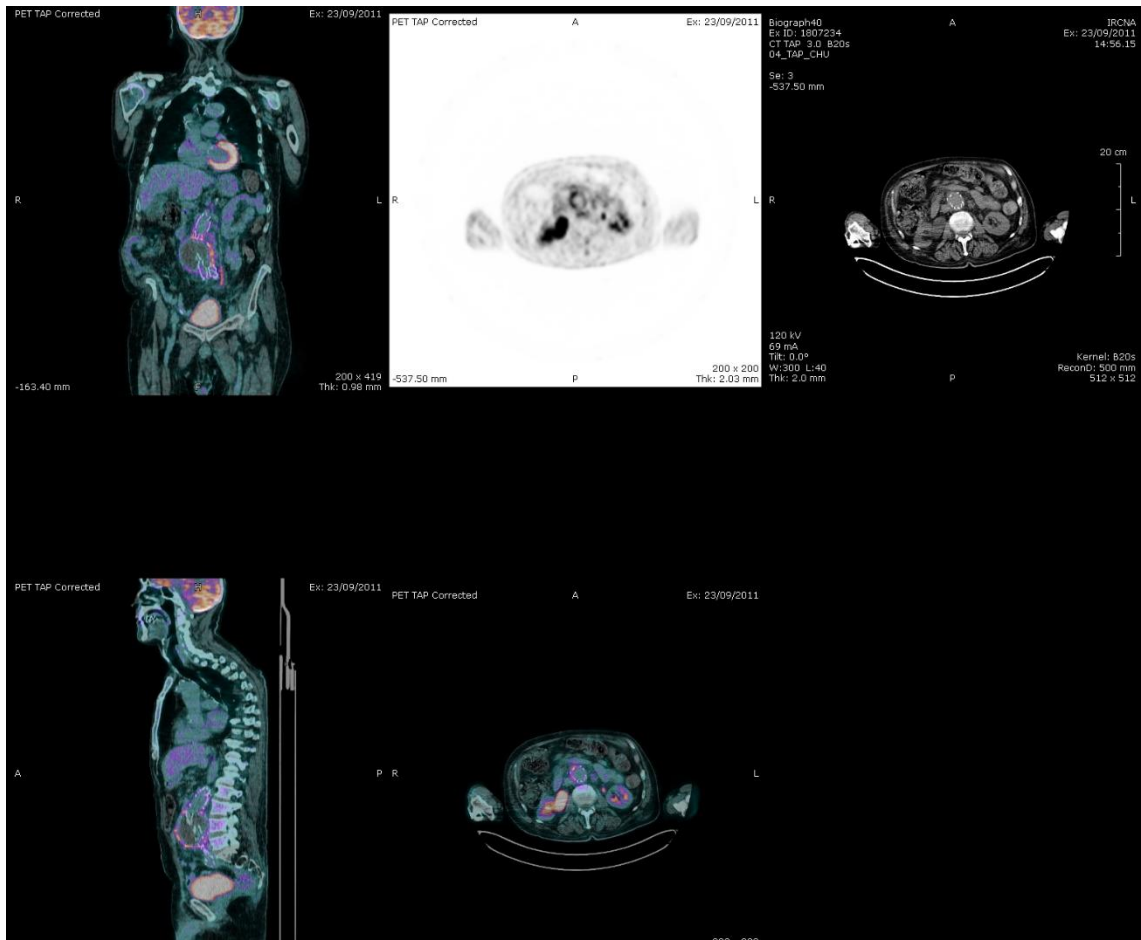 PET TAP Corrected
Ex: 23/09/2011
H
R
L
-163.40 mm
200 x 419
Thk: 0.98 mm
PET TAP Corrected
A
Ex: 23/09/2011
R
L
-537.50 mm
P
200 x 200
Thk: 2.03 mm
Biograph40
Ex ID: 1807234
CT TAP 3.0 B20s
04_TAP_CHU
Se: 3
-537.50 mm
A
IRCNA
Ex: 23/09/2011
14:56.15
20 cm
R
L
120 kV
69 mA
Tilt: 0.0°
W:300 L:40
Thk: 2.0 mm
P
Kernel: B20s
ReconD: 500 mm
512 x 512
PET TAP Corrected
Ex: 23/09/2011
H
A
P
PET TAP Corrected
A
Ex: 23/09/2011
R
L